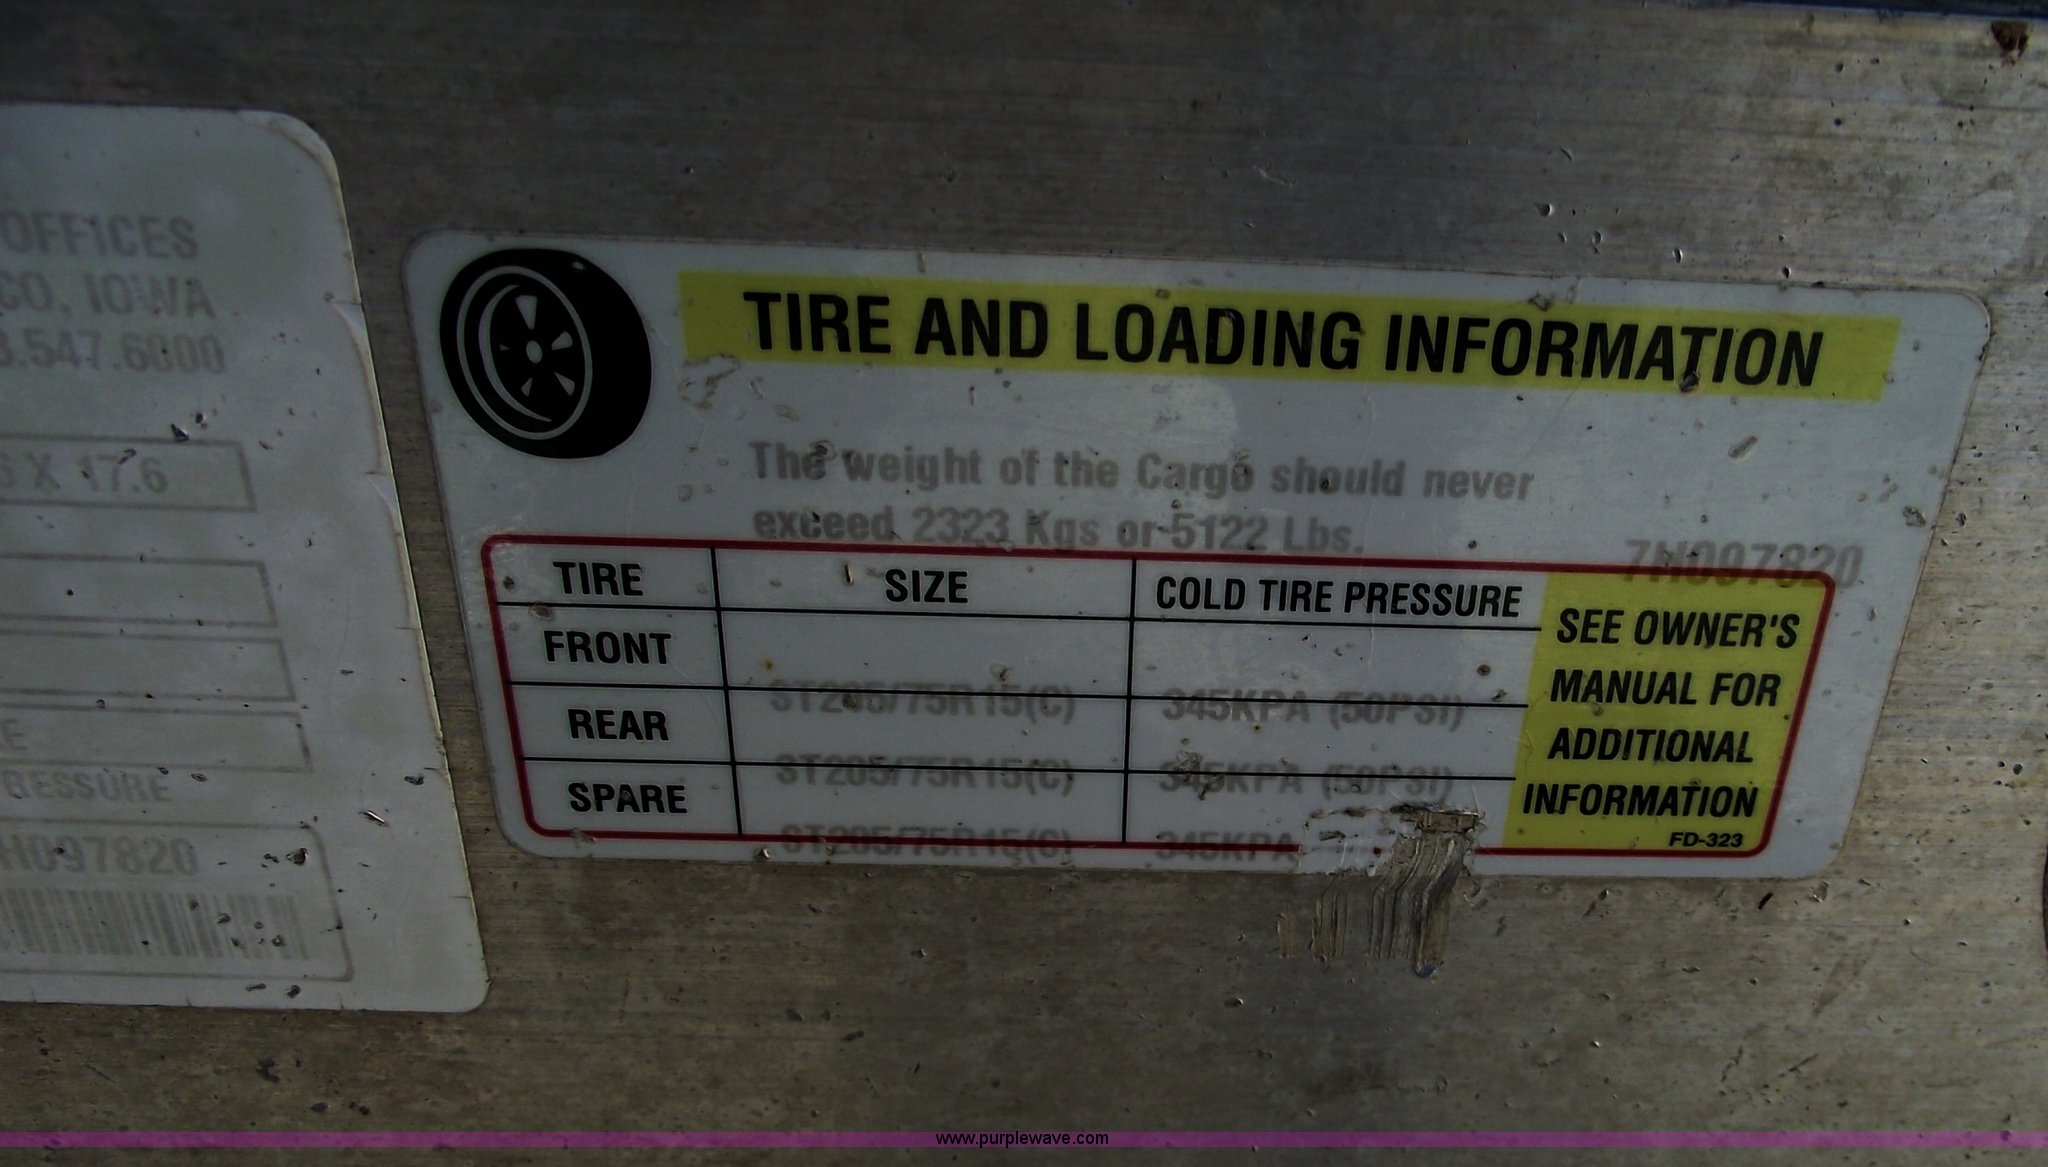 OFFICES
CO, IOWA
3.547.6000
6 X 17.6
RESSURE
H097820
TIRE AND LOADING INFORMATION
The weight of the Cargo should never
exceed 2323 Kgs or 5122 Lbs.
7H097820
TIRE SIZE COLD TIRE PRESSURE
FRONT ST205/75R15(C) 345KPA (50PSI)
REAR ST205/75R15(C) 345KPA (50PSI)
SPARE ST205/75R15(C) 345KPA
SEE OWNER'S
MANUAL FOR
ADDITIONAL
INFORMATION
FD-323
www.purplewave.com